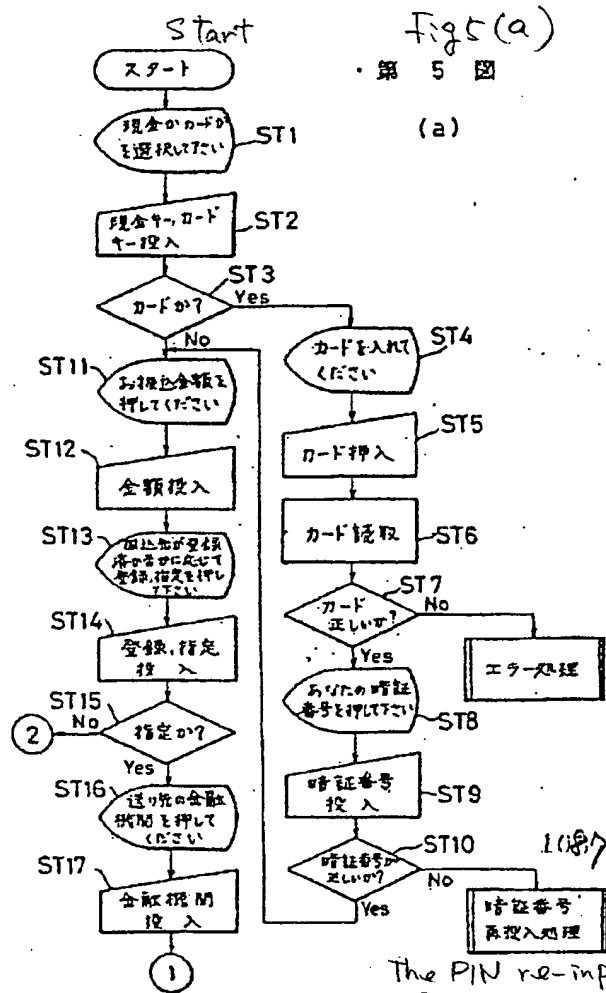 Start
Fig 5(a)
スタート
第 5 図
(a)
現金かカードか
を選択して下さい
ST1
現金キー,カード
キー投入
ST2
カードか?
ST3
Yes
No
カードを入れて
ください
ST4
カード挿入
ST5
カード読取
ST6
カード
正しいか?
ST7
No
Yes
エラー処理
あなたの暗証
番号を押して下さい
ST8
暗証番号
投入
ST9
暗証番号が
正しいか?
ST10
No
Yes
暗証番号
再投入処理
The PIN re-inp
ST11
お振込金額を
押してください
ST12
金額投入
ST13
振込先が登録
済か否かに応じて
登録,指定を押し
て下さい
ST14
登録,指定
投入
ST15
指定か?
No
2
Yes
ST16
送り先の金融
機関を押して
ください
ST17
金融機関
投入
1